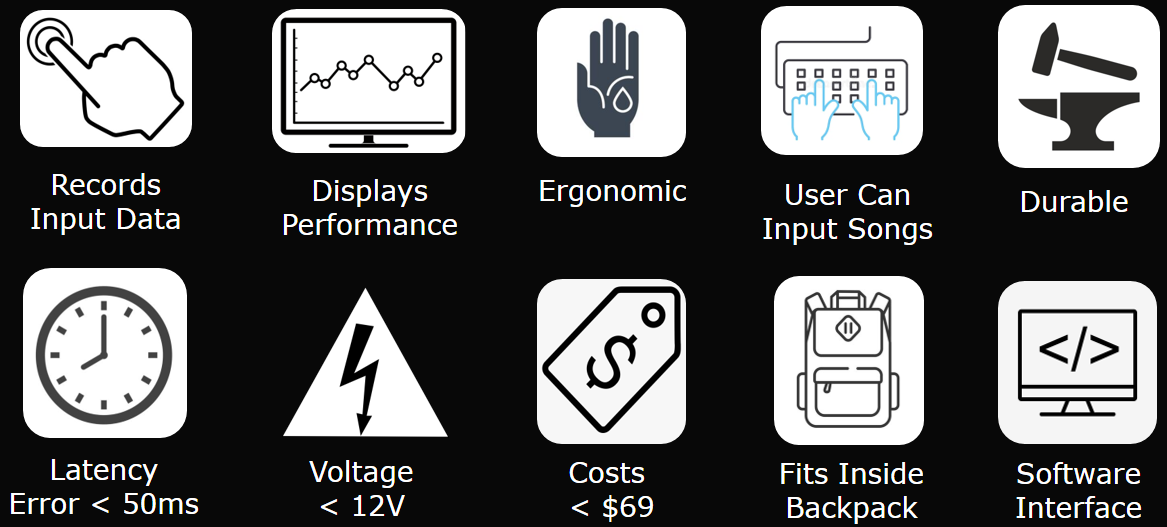 Records
Input Data
Displays
Performance
Ergonomic
User Can
Input Songs
Durable
Latency
Error < 50ms
Voltage
< 12V
$
Costs
< $69
Fits Inside
Backpack
</>
Software
Interface